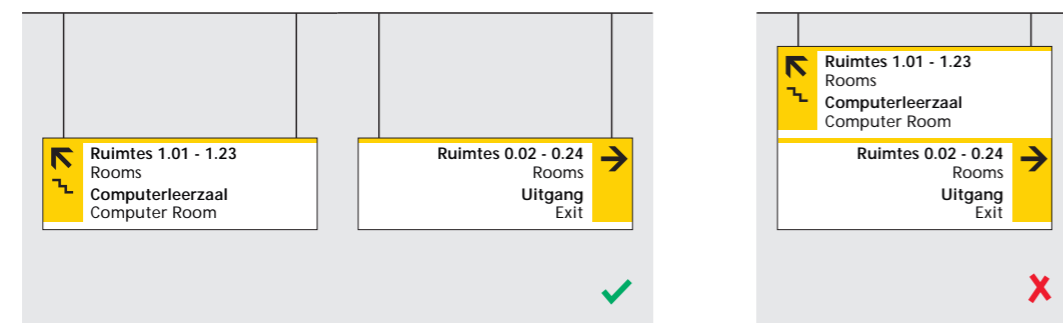 Ruimtes 1.01 - 1.23
Rooms
Computerleerzaal
Computer Room
Ruimtes 0.02 - 0.24
Rooms
Uitgang
Exit
Ruimtes 1.01 - 1.23
Rooms
Computerleerzaal
Computer Room
Ruimtes 0.02 - 0.24
Rooms
Uitgang
Exit